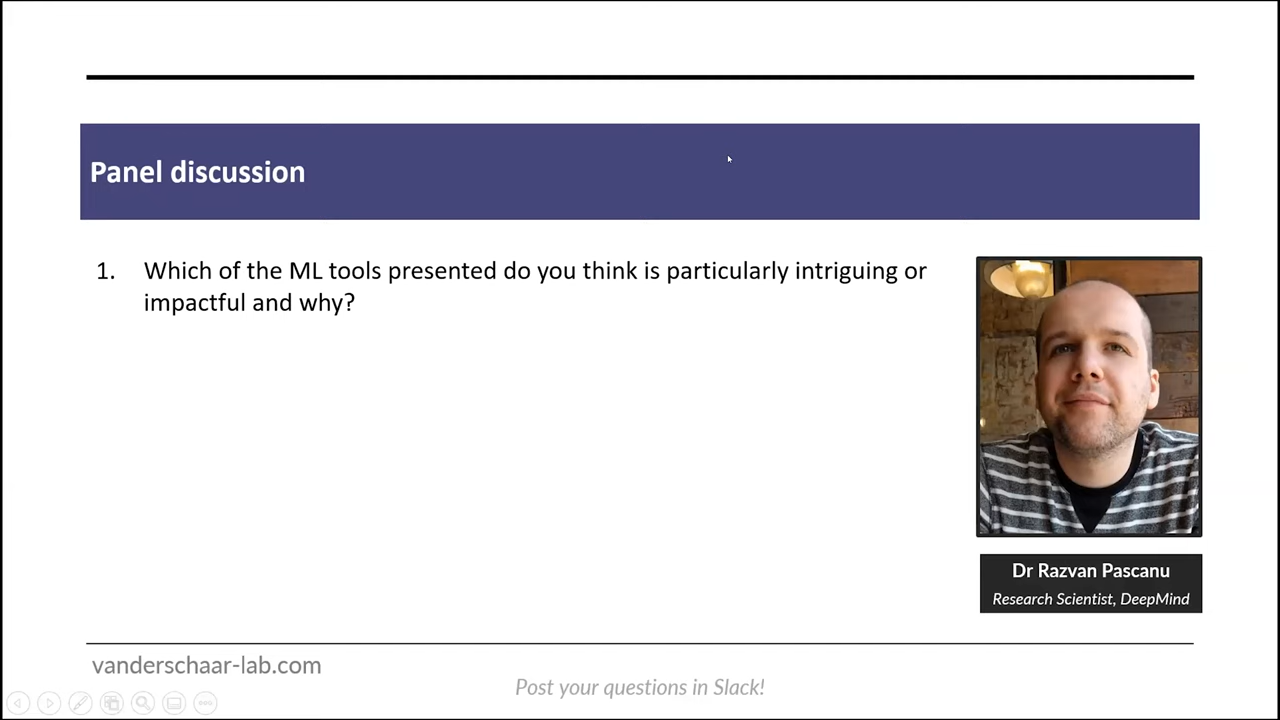 Panel discussion
1. Which of the ML tools presented do you think is particularly intriguing or
impactful and why?
Dr Razvan Pascanu
Research Scientist, DeepMind
vanderschaar-lab.com
Post your questions in Slack!